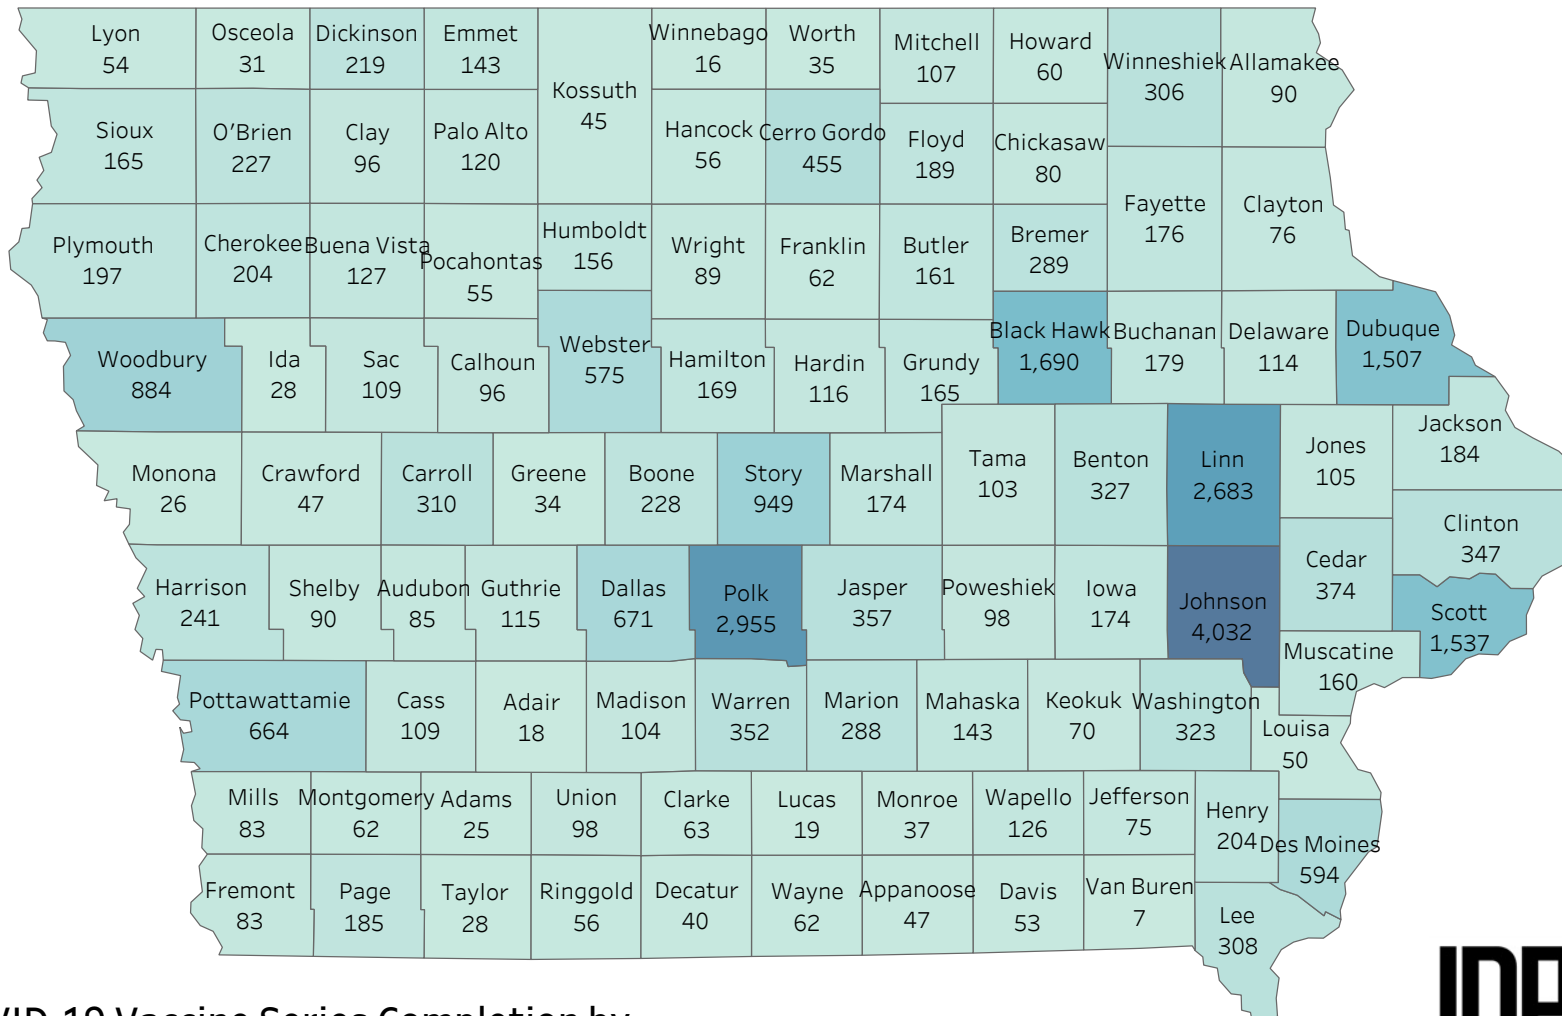 Lyon
54
Osceola
31
Dickinson
219
Emmet
143
Kossuth
45
Winnebago
16
Worth
35
Mitchell
107
Howard
60
Winneshiek
306
Allamakee
90
Sioux
165
O'Brien
227
Clay
96
Palo Alto
120
Hancock
56
Cerro Gordo
455
Floyd
189
Chickasaw
80
Fayette
176
Clayton
76
Plymouth
197
Cherokee
204
Buena Vista
127
Pocahontas
55
Humboldt
156
Wright
89
Franklin
62
Butler
161
Bremer
289
Woodbury
884
Ida
28
Sac
109
Calhoun
96
Webster
575
Hamilton
169
Hardin
116
Grundy
165
Black Hawk
1,690
Buchanan
179
Delaware
114
Dubuque
1,507
Monona
26
Crawford
47
Carroll
310
Greene
34
Boone
228
Story
949
Marshall
174
Tama
103
Benton
327
Linn
2,683
Jones
105
Jackson
184
Clinton
347
Harrison
241
Shelby
90
Audubon
85
Guthrie
115
Dallas
671
Polk
2,955
Jasper
357
Poweshiek
98
Iowa
174
Johnson
4,032
Cedar
374
Scott
1,537
Muscatine
160
Pottawattamie
664
Cass
109
Adair
18
Madison
104
Warren
352
Marion
288
Mahaska
143
Keokuk
70
Washington
323
Louisa
50
Mills
83
Montgomery
62
Adams
25
Union
98
Clarke
63
Lucas
19
Monroe
37
Wapello
126
Jefferson
75
Henry
204
Des Moines
594
Fremont
83
Page
185
Taylor
28
Ringgold
56
Decatur
40
Wayne
62
Appanoose
47
Davis
53
Van Buren
7
Lee
308
VID-19 Vaccine Series Completion by